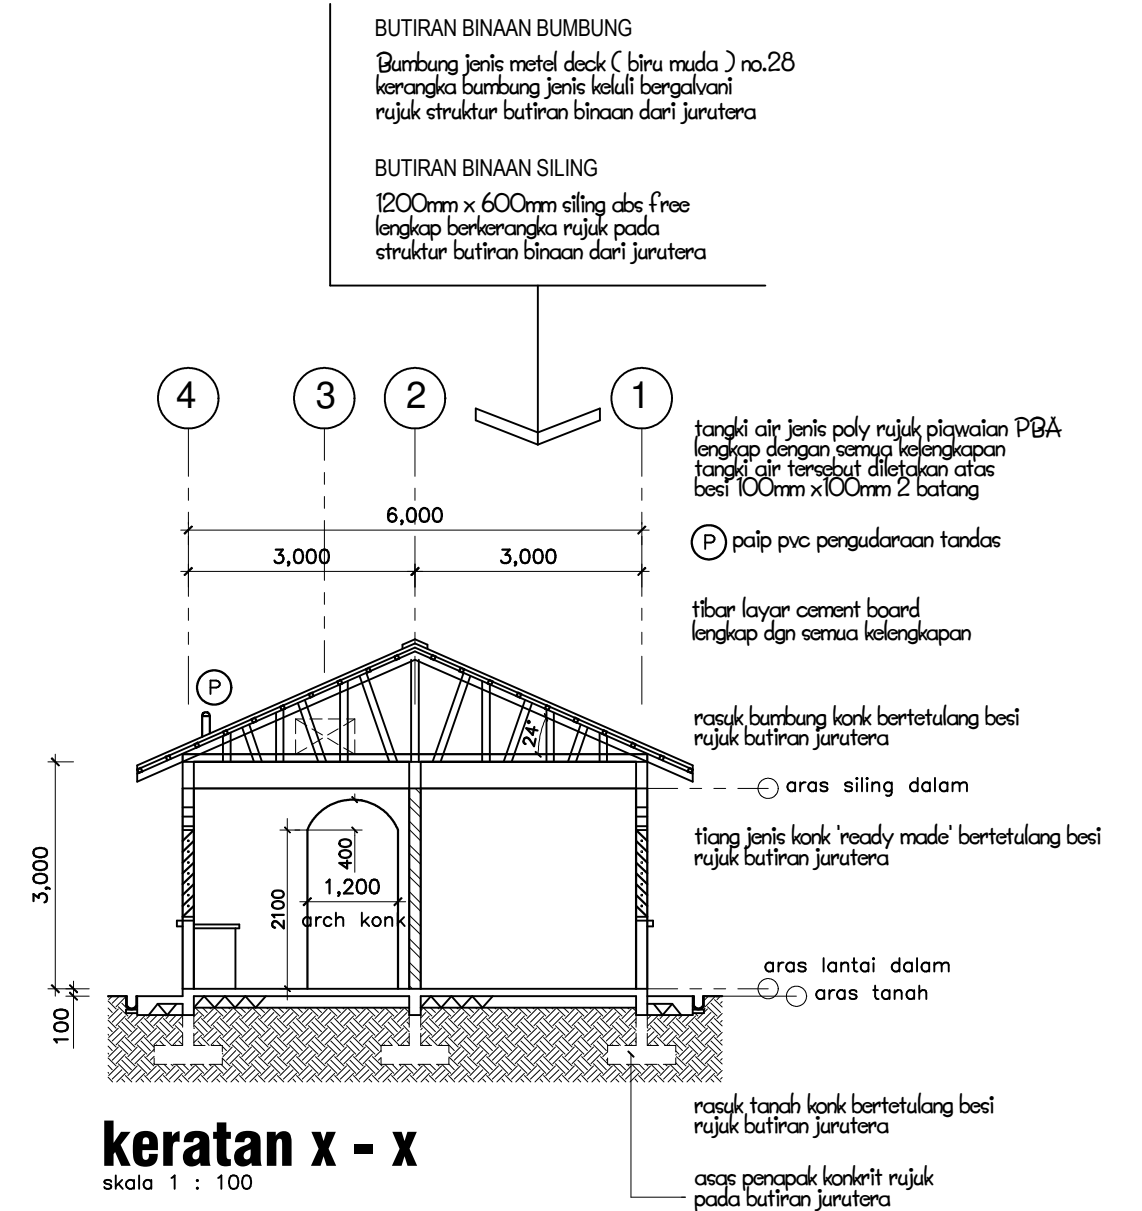 BUTIRAN BINAAN BUMBUNG
Bumbung jenis metel deck ( biru muda ) no.28
kerangka bumbung jenis keluli bergalvani
rujuk struktur butiran binaan dari jurutera
BUTIRAN BINAAN SILING
1200mm x 600mm siling abs free
lengkap berkerangka rujuk pada
struktur butiran binaan dari jurutera
4 3 2 1
tangki air jenis poly rujuk piawaian PBA
lengkap dengan semua kelengkapan
tangki air tersebut diletakan atas
besi 100mm x100mm 2 batang
6,000
3,000 3,000
P paip pvc pengudaraan tandas
tibar layar cement board
lengkap dgn semua kelengkapan
P
rasuk bumbung konk bertetulang besi
rujuk butiran jurutera
24°
aras siling dalam
tiang jenis konk 'ready made' bertetulang besi
rujuk butiran jurutera
3,000
400
1,200
2100
arch konk
aras lantai dalam
aras tanah
100
rasuk tanah konk bertetulang besi
rujuk butiran jurutera
keratan x - x
skala 1 : 100
asas penapak konkrit rujuk
pada butiran jurutera